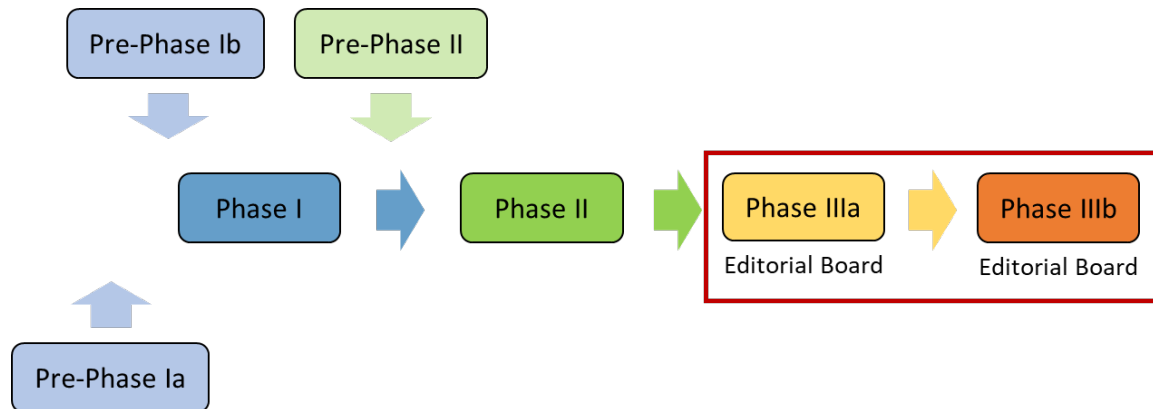 Pre-Phase Ib
Pre-Phase II
Phase I
Phase II
Phase IIIa
Phase IIIb
Editorial Board
Editorial Board
Pre-Phase Ia